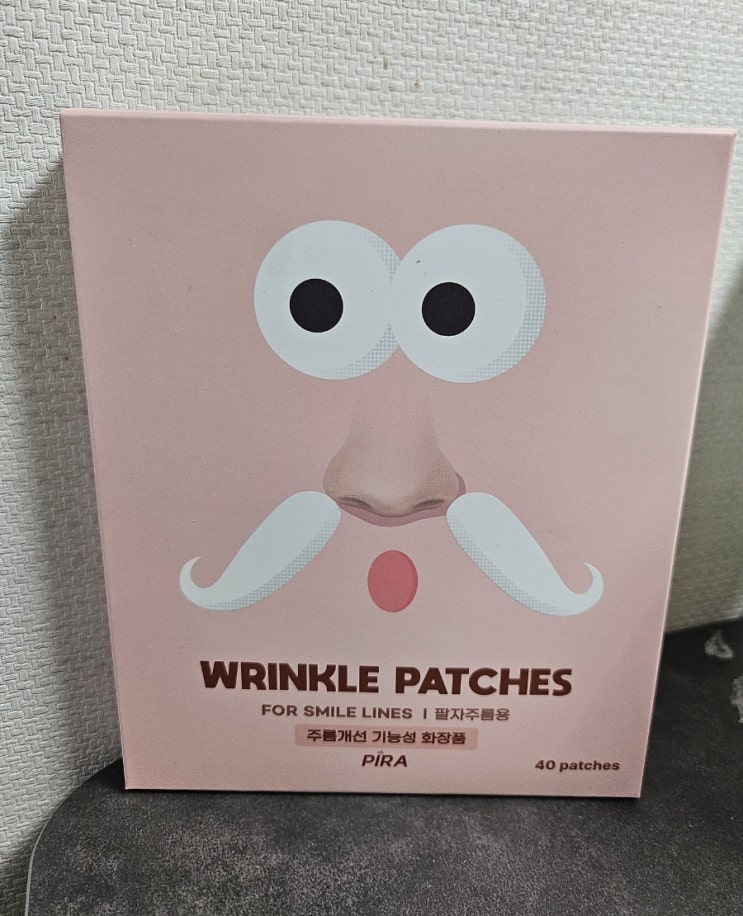 WRINKLE PATCHES
FOR SMILE LINES | 팔자주름용
주름개선 기능성 화장품
PIRA
40 patches